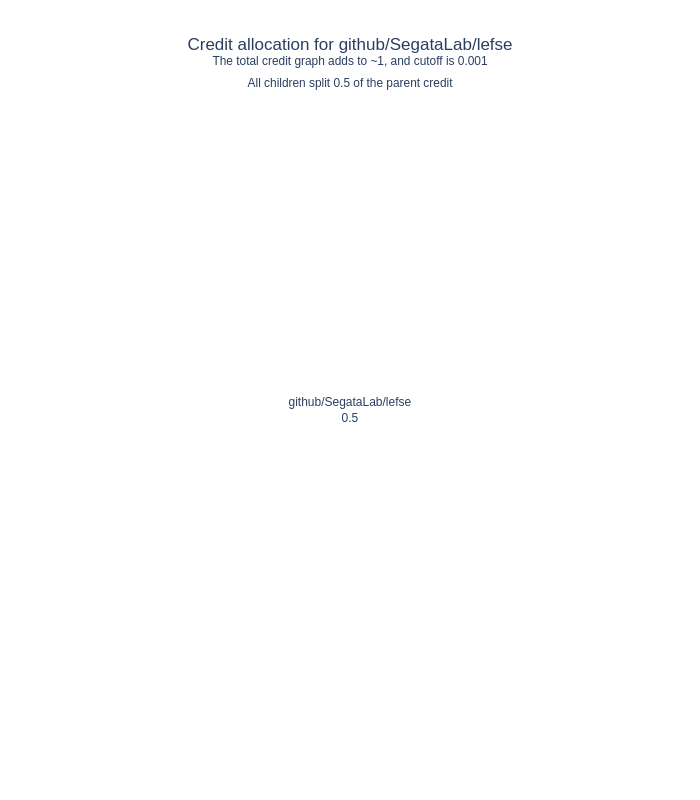 Credit allocation for github/SegataLab/lefse
The total credit graph adds to ~1, and cutoff is 0.001
All children split 0.5 of the parent credit
github/SegataLab/lefse
0.5